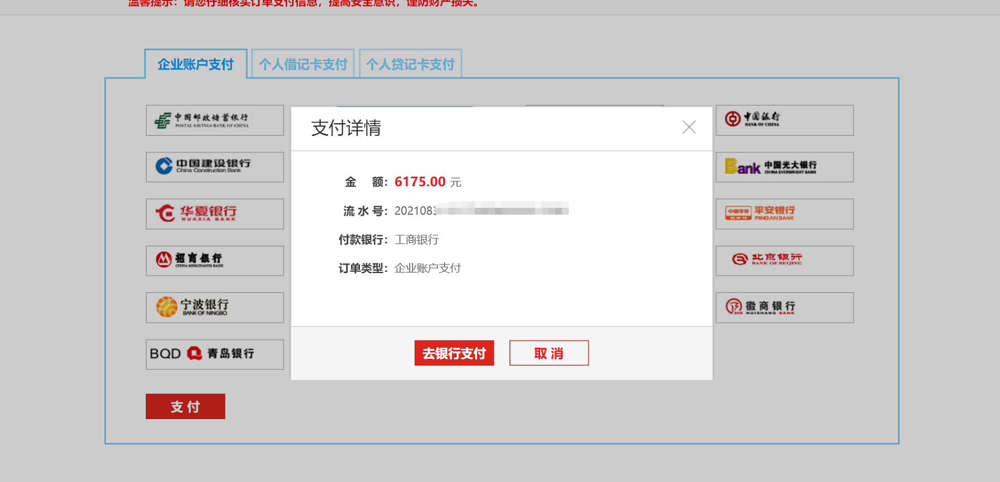 温馨提示：请您仔细核实订单支付信息，提高安全意识，谨防财产损失。
企业账户支付 个人借记卡支付 个人贷记卡支付
中国邮政储蓄银行
POSTAL SAVINGS BANK OF CHINA
中国银行
BANK OF CHINA
中国建设银行
China Construction Bank
Bank 中国光大银行
CHINA EVERBRIGHT BANK
华夏银行
HUAXIA BANK
中国平安 平安银行
PINGAN BANK
招商银行
CHINA MERCHANTS BANK
北京银行
BANK OF BEIJING
宁波银行
BANK OF NINGBO
徽商银行
HUISHANG BANK
BQD 青岛银行
支付详情
金 额：6175.00 元
流 水 号：202108
付款银行：工商银行
订单类型：企业账户支付
去银行支付 取 消
支 付